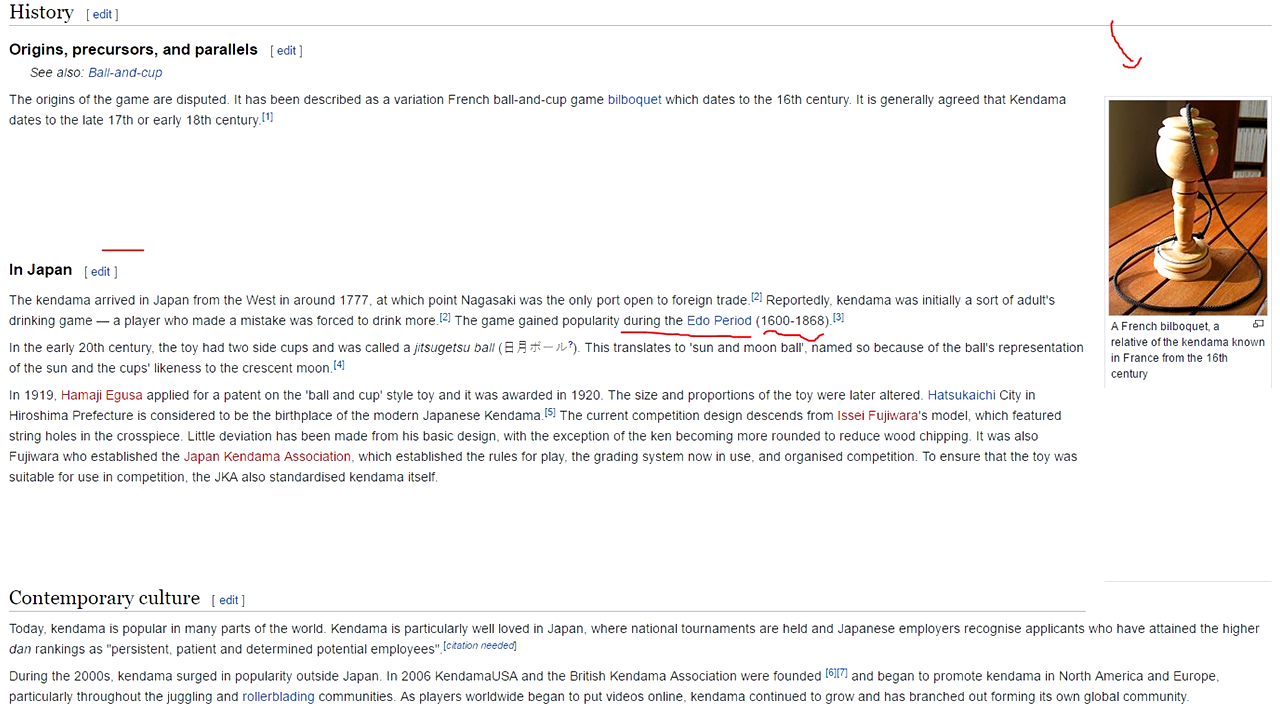 History [ edit ]
Origins, precursors, and parallels [ edit ]
See also: Ball-and-cup
The origins of the game are disputed. It has been described as a variation French ball-and-cup game bilboquet which dates to the 16th century. It is generally agreed that Kendama
dates to the late 17th or early 18th century.[1]
A French bilboquet, a
relative of the kendama known
in France from the 16th
century
In Japan [ edit ]
The kendama arrived in Japan from the West in around 1777, at which point Nagasaki was the only port open to foreign trade.[2] Reportedly, kendama was initially a sort of adult's
drinking game — a player who made a mistake was forced to drink more.[2] The game gained popularity during the Edo Period (1600-1868).[3]
In the early 20th century, the toy had two side cups and was called a jitsugetsu ball (日月ボール?). This translates to 'sun and moon ball', named so because of the ball's representation
of the sun and the cups' likeness to the crescent moon.[4]
In 1919, Hamaji Egusa applied for a patent on the 'ball and cup' style toy and it was awarded in 1920. The size and proportions of the toy were later altered. Hatsukaichi City in
Hiroshima Prefecture is considered to be the birthplace of the modern Japanese Kendama.[5] The current competition design descends from Issei Fujiwara's model, which featured
string holes in the crosspiece. Little deviation has been made from his basic design, with the exception of the ken becoming more rounded to reduce wood chipping. It was also
Fujiwara who established the Japan Kendama Association, which established the rules for play, the grading system now in use, and organised competition. To ensure that the toy was
suitable for use in competition, the JKA also standardised kendama itself.
Contemporary culture [ edit ]
Today, kendama is popular in many parts of the world. Kendama is particularly well loved in Japan, where national tournaments are held and Japanese employers recognise applicants who have attained the higher
dan rankings as "persistent, patient and determined potential employees".[citation needed]
During the 2000s, kendama surged in popularity outside Japan. In 2006 KendamaUSA and the British Kendama Association were founded [6][7] and began to promote kendama in North America and Europe,
particularly throughout the juggling and rollerblading communities. As players worldwide began to put videos online, kendama continued to grow and has branched out forming its own global community.